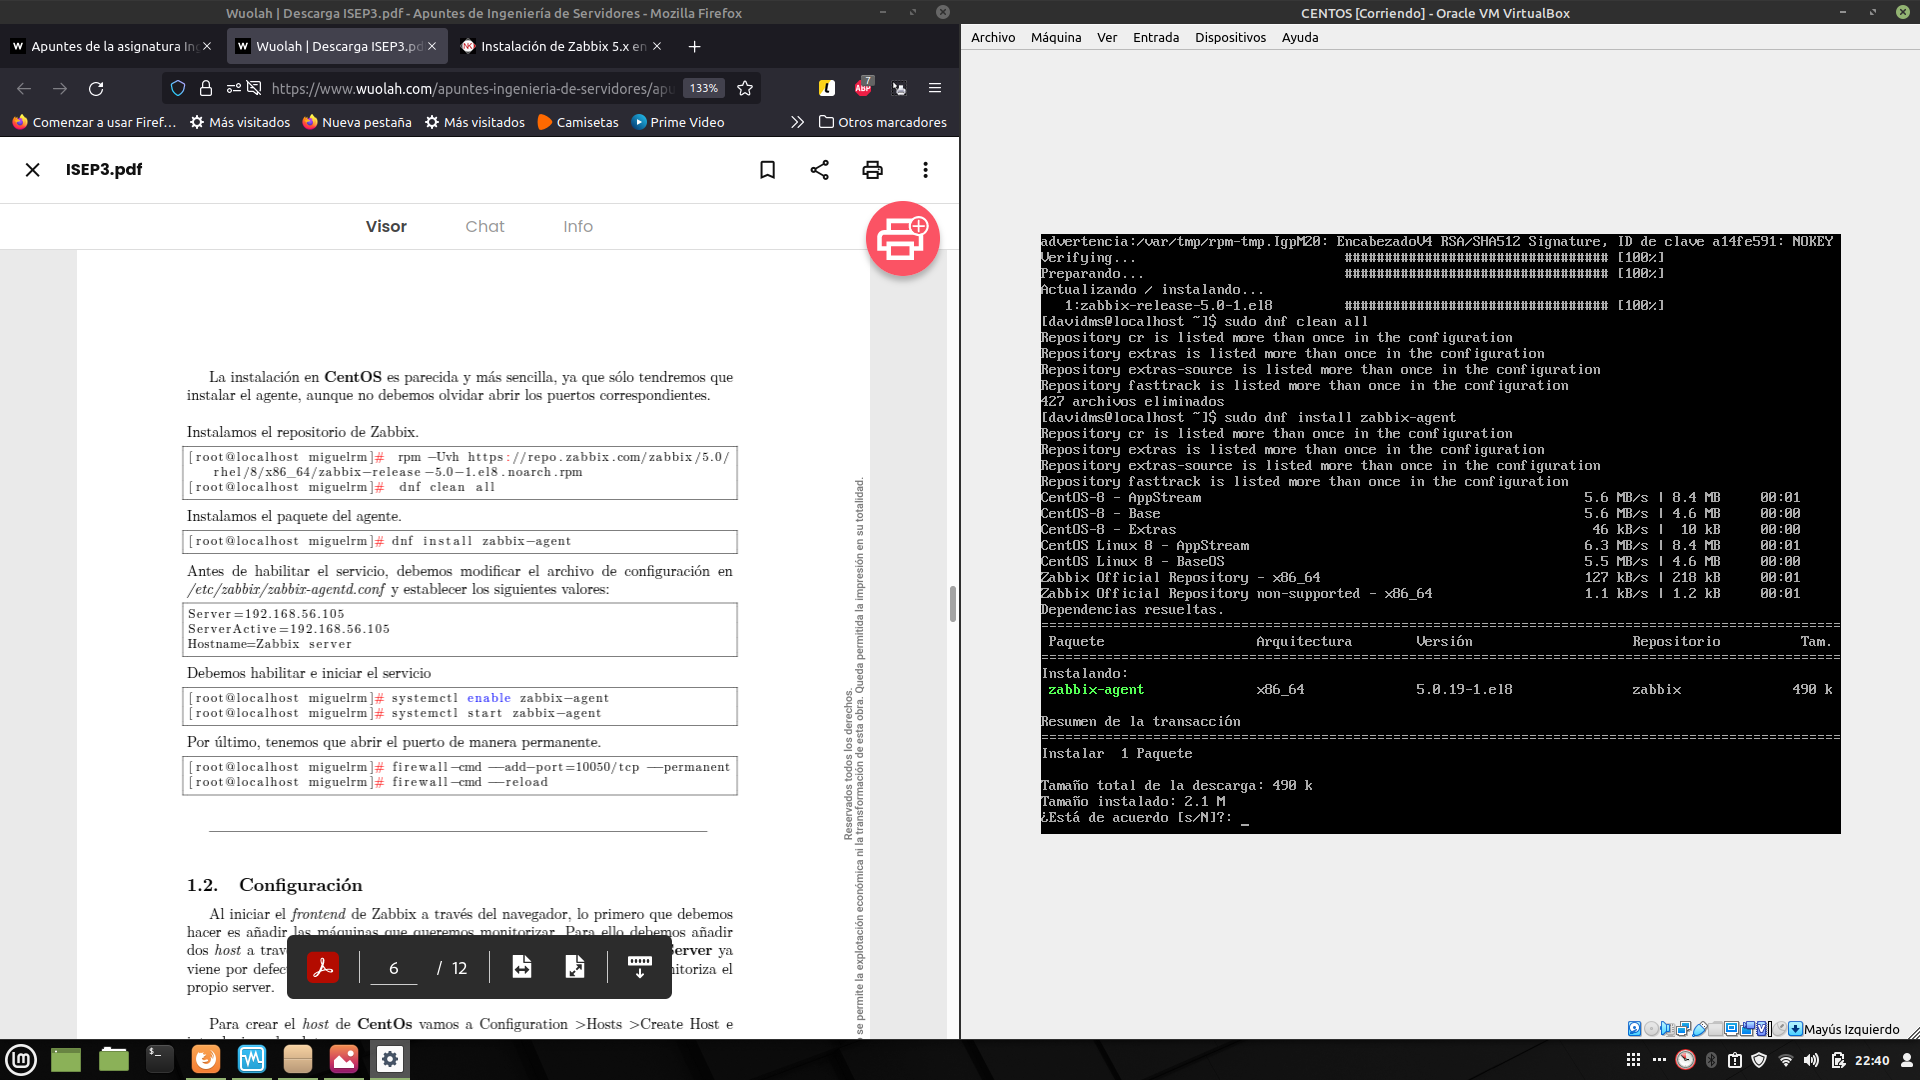 Wuolah | Descarga ISEP3.pdf - Apuntes de Ingeniería de Servidores - Mozilla Firefox
Apuntes de la asignatura In
Wuolah | Descarga ISEP3.pd
Instalación de Zabbix 5.x en
https://www.wuolah.com/apuntes-ingenieria-de-servidores/apu
133%
7
ABP
Comenzar a usar Firef...
Más visitados
Nueva pestaña
Más visitados
Camisetas
Prime Video
Otros marcadores
ISEP3.pdf
Visor
Chat
Info
La instalación en CentOS es parecida y más sencilla, ya que sólo tendremos que
instalar el agente, aunque no debemos olvidar abrir los puertos correspondientes.
Instalamos el repositorio de Zabbix.
[root@localhost miguelrm]# rpm -Uvh https://repo.zabbix.com/zabbix/5.0/
rhel/8/x86_64/zabbix-release-5.0-1.el8.noarch.rpm
[root@localhost miguelrm]# dnf clean all
Instalamos el paquete del agente.
[root@localhost miguelrm]# dnf install zabbix-agent
Antes de habilitar el servicio, debemos modificar el archivo de configuración en
/etc/zabbix/zabbix-agentd.conf y establecer los siguientes valores:
Server=192.168.56.105
ServerActive=192.168.56.105
Hostname=Zabbix server
Debemos habilitar e iniciar el servicio
[root@localhost miguelrm]# systemctl enable zabbix-agent
[root@localhost miguelrm]# systemctl start zabbix-agent
Por último, tenemos que abrir el puerto de manera permanente.
[root@localhost miguelrm]# firewall-cmd --add-port=10050/tcp --permanent
[root@localhost miguelrm]# firewall-cmd --reload
1.2. Configuración
Al iniciar el frontend de Zabbix a través del navegador, lo primero que debemos
hacer es añadir las máquinas que queremos monitorizar. Para ello debemos añadir
dos host a trav
Server ya
viene por defec
nitoriza el
propio server.
Para crear el host de CentOs vamos a Configuration >Hosts >Create Host e
Reservados todos los derechos.
se permite la explotación económica ni la transformación de esta obra. Queda permitida la impresión en su totalidad.
6 / 12
CENTOS [Corriendo] - Oracle VM VirtualBox
Archivo Máquina Ver Entrada Dispositivos Ayuda
advertencia:/var/tmp/rpm-tmp.IgpM20: EncabezadoV4 RSA/SHA512 Signature, ID de clave a14fe591: NOKEY
Verifying... ################################# [100%]
Preparando... ################################# [100%]
Actualizando / instalando...
1:zabbix-release-5.0-1.el8 ################################# [100%]
[davidms@localhost ~]$ sudo dnf clean all
Repository cr is listed more than once in the configuration
Repository extras is listed more than once in the configuration
Repository extras-source is listed more than once in the configuration
Repository fasttrack is listed more than once in the configuration
427 archivos eliminados
[davidms@localhost ~]$ sudo dnf install zabbix-agent
Repository cr is listed more than once in the configuration
Repository extras is listed more than once in the configuration
Repository extras-source is listed more than once in the configuration
Repository fasttrack is listed more than once in the configuration
CentOS-8 - AppStream 5.6 MB/s | 8.4 MB 00:01
CentOS-8 - Base 5.6 MB/s | 4.6 MB 00:00
CentOS-8 - Extras 46 kB/s | 10 kB 00:00
CentOS Linux 8 - AppStream 6.3 MB/s | 8.4 MB 00:01
CentOS Linux 8 - BaseOS 5.5 MB/s | 4.6 MB 00:00
Zabbix Official Repository - x86_64 127 kB/s | 218 kB 00:01
Zabbix Official Repository non-supported - x86_64 1.1 kB/s | 1.2 kB 00:01
Dependencias resueltas.
Paquete Arquitectura Versión Repositorio Tam.
Instalando:
zabbix-agent x86_64 5.0.19-1.el8 zabbix 490 k
Resumen de la transacción
Instalar 1 Paquete
Tamaño total de la descarga: 490 k
Tamaño instalado: 2.1 M
¿Está de acuerdo [s/N]?: _
Mayús Izquierdo
22:40